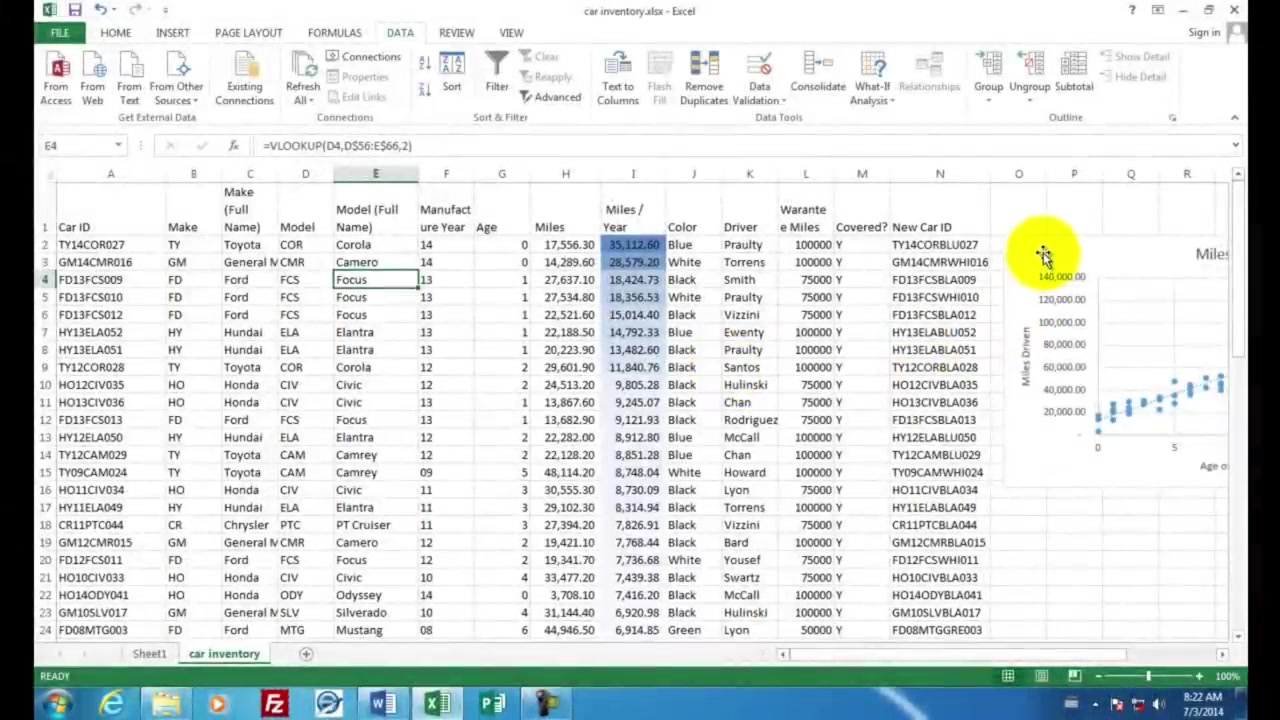 car inventory.xlsx - Excel
?
FILE HOME INSERT PAGE LAYOUT FORMULAS DATA REVIEW VIEW Sign in
From Access From Web From Text From Other Sources Existing Connections Refresh All Connections Properties Edit Links Sort Filter Clear Reapply Advanced Text to Columns Flash Fill Remove Duplicates Data Validation Consolidate What-If Analysis Relationships Group Ungroup Subtotal Show Detail Hide Detail
Get External Data Connections Sort & Filter Data Tools Outline
E4 fx =VLOOKUP(D4,D$56:E$66,2)
A B C D E F G H I J K L M N O P Q R
1 Car ID Make Make (Full Name) Model Model (Full Name) Manufacture Year Age Miles Miles / Year Color Driver Warantee Miles Covered? New Car ID
2 TY14COR027 TY Toyota COR Corola 14 0 17,556.30 35,112.60 Blue Praulty 100000 Y TY14CORBLU027
3 GM14CMR016 GM General M CMR Camero 14 0 14,289.60 28,579.20 White Torrens 100000 Y GM14CMRWHI016
4 FD13FCS009 FD Ford FCS Focus 13 1 27,637.10 18,424.73 Black Smith 75000 Y FD13FCSBLA009
5 FD13FCS010 FD Ford FCS Focus 13 1 27,534.80 18,356.53 White Praulty 75000 Y FD13FCSWHI010
6 FD13FCS012 FD Ford FCS Focus 13 1 22,521.60 15,014.40 Black Vizzini 75000 Y FD13FCSBLA012
7 HY13ELA052 HY Hundai ELA Elantra 13 1 22,188.50 14,792.33 Blue Ewenty 100000 Y HY13ELABLU052
8 HY13ELA051 HY Hundai ELA Elantra 13 1 20,223.90 13,482.60 Black Praulty 100000 Y HY13ELABLA051
9 TY12COR028 TY Toyota COR Corola 12 2 29,601.90 11,840.76 Black Santos 100000 Y TY12CORBLA028
10 HO12CIV035 HO Honda CIV Civic 12 2 24,513.20 9,805.28 Black Hulinski 75000 Y HO12CIVBLA035
11 HO13CIV036 HO Honda CIV Civic 13 1 13,867.60 9,245.07 Black Chan 75000 Y HO13CIVBLA036
12 FD13FCS013 FD Ford FCS Focus 13 1 13,682.90 9,121.93 Black Rodriguez 75000 Y FD13FCSBLA013
13 HY12ELA050 HY Hundai ELA Elantra 12 2 22,282.00 8,912.80 Blue McCall 100000 Y HY12ELABLU050
14 TY12CAM029 TY Toyota CAM Camrey 12 2 22,128.20 8,851.28 Blue Chan 100000 Y TY12CAMBLU029
15 TY09CAM024 TY Toyota CAM Camrey 09 5 48,114.20 8,748.04 White Howard 100000 Y TY09CAMWHI024
16 HO11CIV034 HO Honda CIV Civic 11 3 30,555.30 8,730.09 Black Lyon 75000 Y HO11CIVBLA034
17 HY11ELA049 HY Hundai ELA Elantra 11 3 29,102.30 8,314.94 Black Torrens 100000 Y HY11ELABLA049
18 CR11PTC044 CR Chrysler PTC PT Cruiser 11 3 27,394.20 7,826.91 Black Vizzini 75000 Y CR11PTCBLA044
19 GM12CMR015 GM General M CMR Camero 12 2 19,421.10 7,768.44 Black Bard 100000 Y GM12CMRBLA015
20 FD12FCS011 FD Ford FCS Focus 12 2 19,341.70 7,736.68 White Yousef 75000 Y FD12FCSWHI011
21 HO10CIV033 HO Honda CIV Civic 10 4 33,477.20 7,439.38 Black Swartz 75000 Y HO10CIVBLA033
22 HO14ODY041 HO Honda ODY Odyssey 14 0 3,708.10 7,416.20 Black McCall 100000 Y HO14ODYBLA041
23 GM10SLV017 GM General M SLV Silverado 10 4 31,144.40 6,920.98 Black Hulinski 100000 Y GM10SLVBLA017
24 FD08MTG003 FD Ford MTG Mustang 08 6 44,946.50 6,914.85 Green Lyon 50000 Y FD08MTGGRE003
Miles
140,000.00
120,000.00
100,000.00
80,000.00
60,000.00
40,000.00
20,000.00
-
Miles Driven
0 5
Age o
Sheet1 car inventory
READY 100%
8:22 AM
7/3/2014